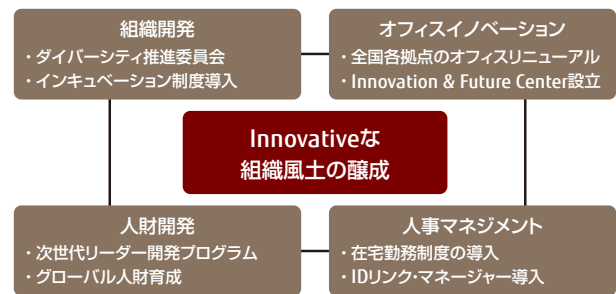 組織開発
・ダイバーシティ推進委員会
・インキュベーション制度導入
オフィスイノベーション
・全国各拠点のオフィスリニューアル
・Innovation & Future Center設立
Innovativeな
組織風土の醸成
人財開発
・次世代リーダー開発プログラム
・グローバル人財育成
人事マネジメント
・在宅勤務制度の導入
・IDリンク・マネージャー導入